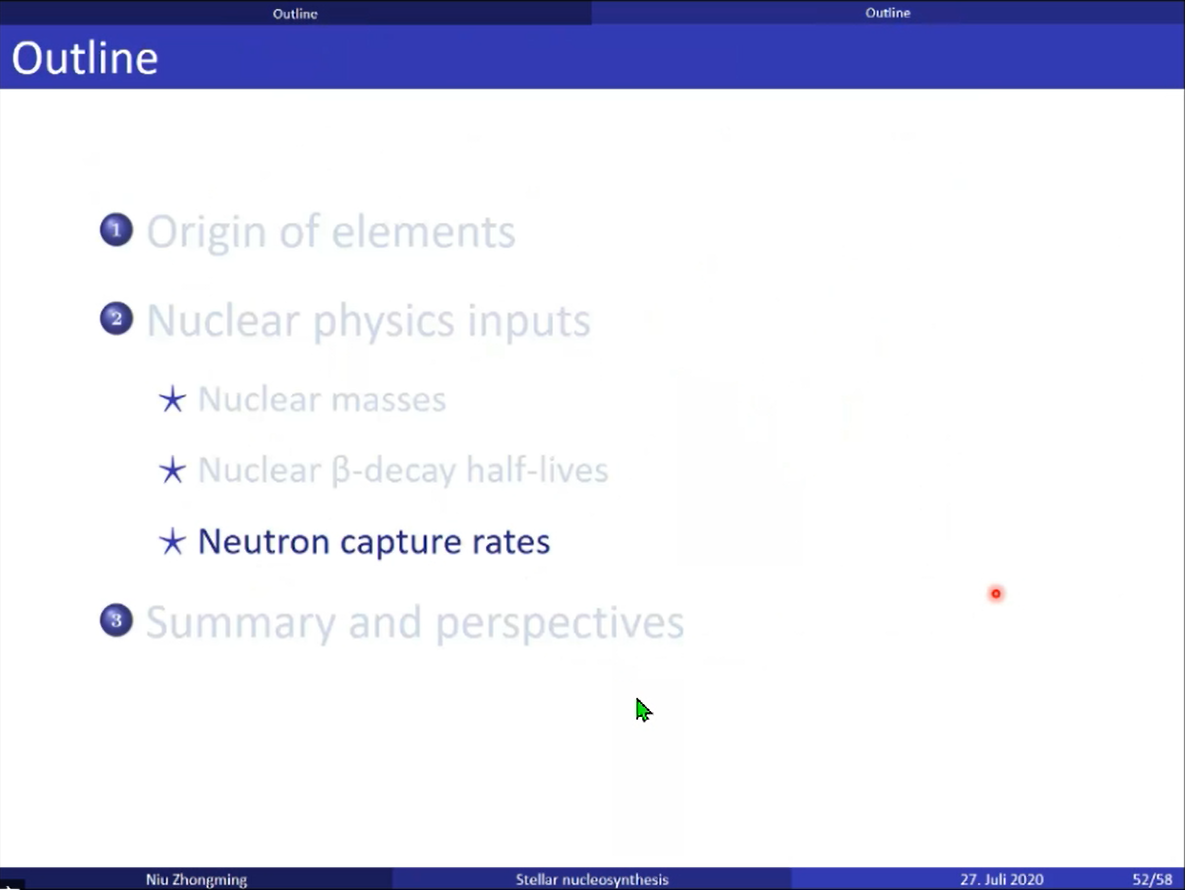 Outline Outline
Outline
1 Origin of elements
2 Nuclear physics inputs
Nuclear masses
Nuclear β-decay half-lives
Neutron capture rates
3 Summary and perspectives
Niu Zhongming Stellar nucleosynthesis 27. Juli 2020 52/58